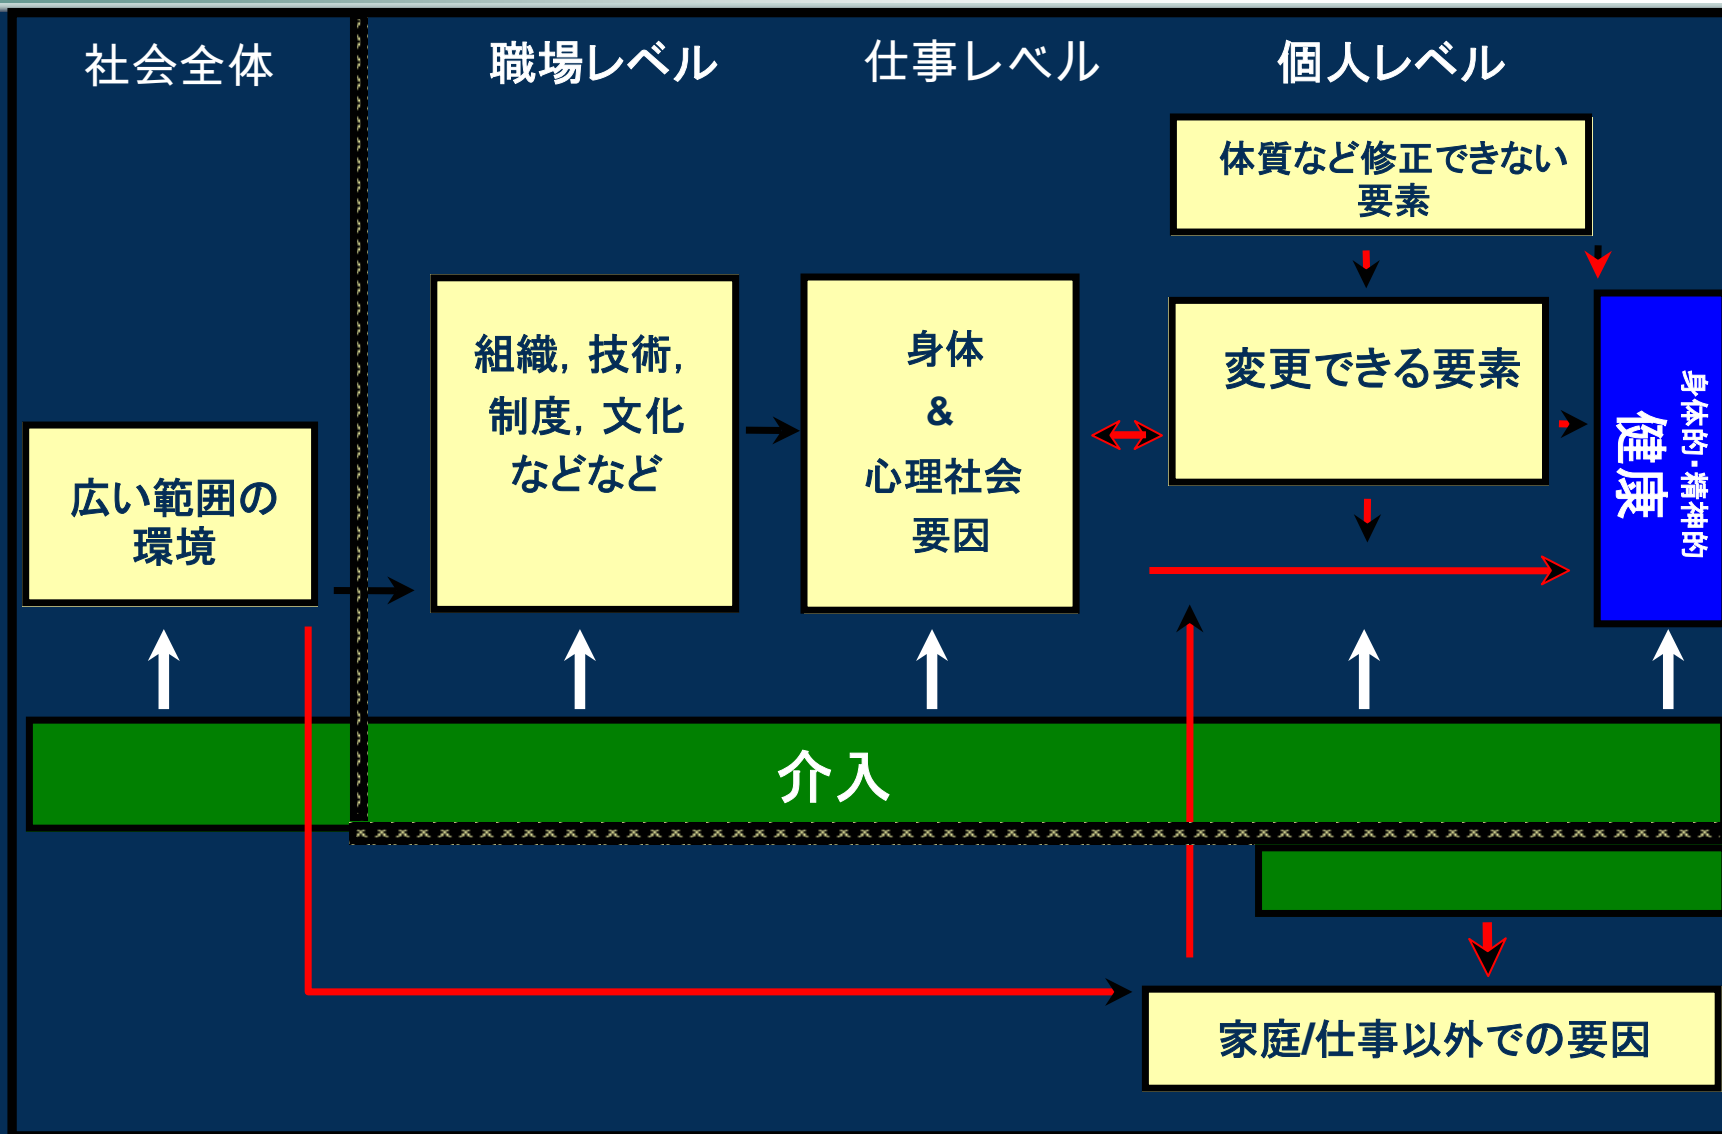 社会全体
職場レベル
仕事レベル
個人レベル
体質など修正できない
要素
組織，技術，
制度，文化
などなど
身体
&
心理社会
要因
変更できる要素
身体的・精神的
健康
広い範囲の
環境
介入
家庭/仕事以外での要因